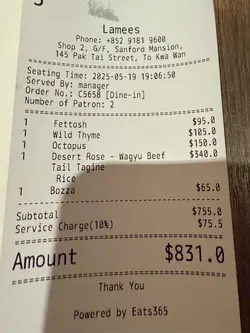 Lamees
Phone: +852 9181 9600
Shop 2, G/F, Sanford Mansion,
145 Pak Tai Street, To Kwa Wan
Seating Time: 2025-05-19 19:06:50
Served By: manager
Order No.: C5658 [Dine-in]
Number of Patron: 2
1 Fettosh $95.0
1 Wild Thyme $105.0
1 Octopus $150.0
1 Desert Rose - Wagyu Beef $340.0
Tail Tagine
Rice
1 Bozza $65.0
Subtotal $755.0
Service Charge(10%) $75.5
Amount $831.0
Thank You
Powered by Eats365